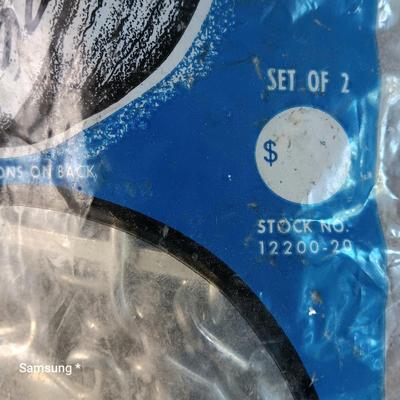 SET OF 2
$
ONS ON BACK
STOCK NO.
12200-20
Samsung *